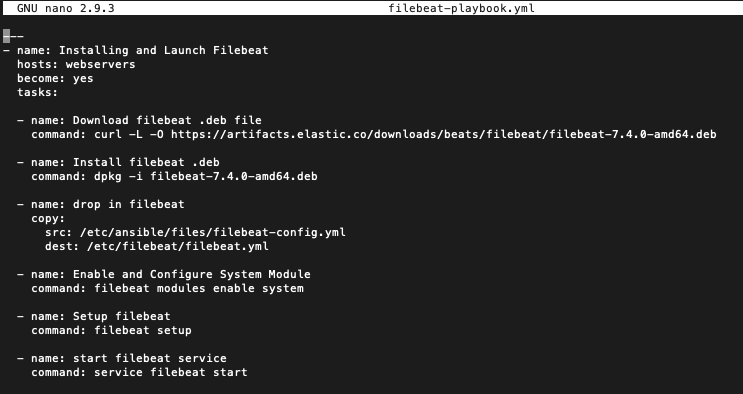 GNU nano 2.9.3 filebeat-playbook.yml
---
- name: Installing and Launch Filebeat
  hosts: webservers
  become: yes
  tasks:
  - name: Download filebeat .deb file
    command: curl -L -O https://artifacts.elastic.co/downloads/beats/filebeat/filebeat-7.4.0-amd64.deb
  - name: Install filebeat .deb
    command: dpkg -i filebeat-7.4.0-amd64.deb
  - name: drop in filebeat
    copy:
      src: /etc/ansible/files/filebeat-config.yml
      dest: /etc/filebeat/filebeat.yml
  - name: Enable and Configure System Module
    command: filebeat modules enable system
  - name: Setup filebeat
    command: filebeat setup
  - name: start filebeat service
    command: service filebeat start